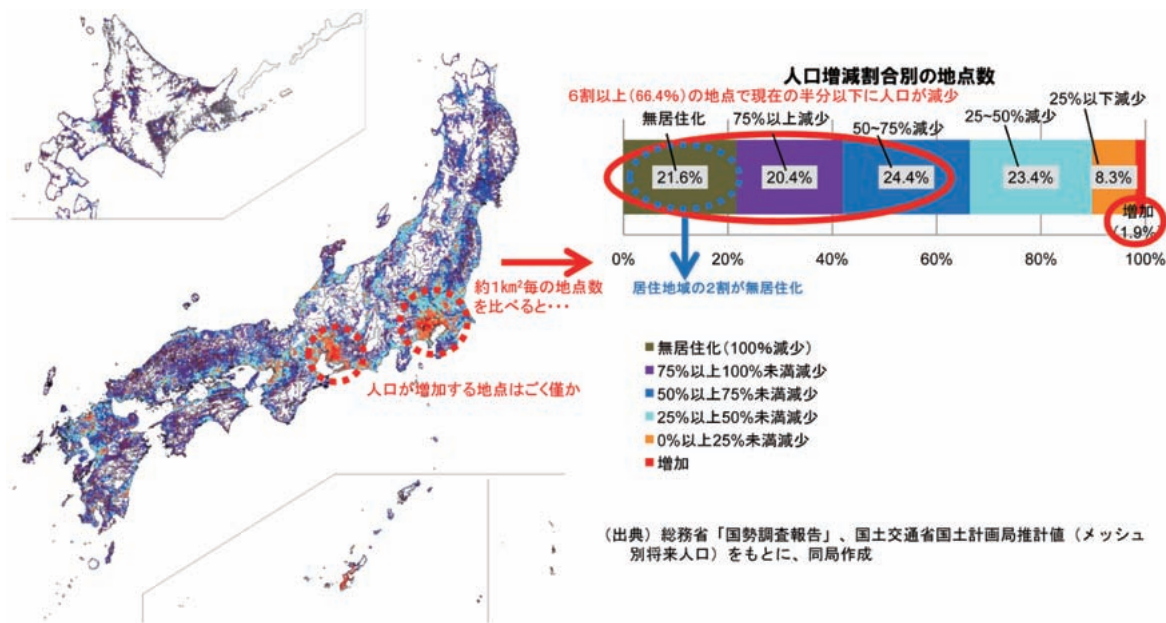 人口増減割合別の地点数
6割以上(66.4%)の地点で現在の半分以下に人口が減少
無居住化
75%以上減少
50~75%減少
25~50%減少
25%以下減少
21.6%
20.4%
24.4%
23.4%
8.3%
増加
(1.9%)
0%
20%
40%
60%
80%
100%
居住地域の2割が無居住化
約1km²毎の地点数
を比べると・・・
人口が増加する地点はごく僅か
無居住化(100%減少)
75%以上100%未満減少
50%以上75%未満減少
25%以上50%未満減少
0%以上25%未満減少
増加
(出典)総務省「国勢調査報告」、国土交通省国土計画局推計値(メッシュ
別将来人口)をもとに、同局作成